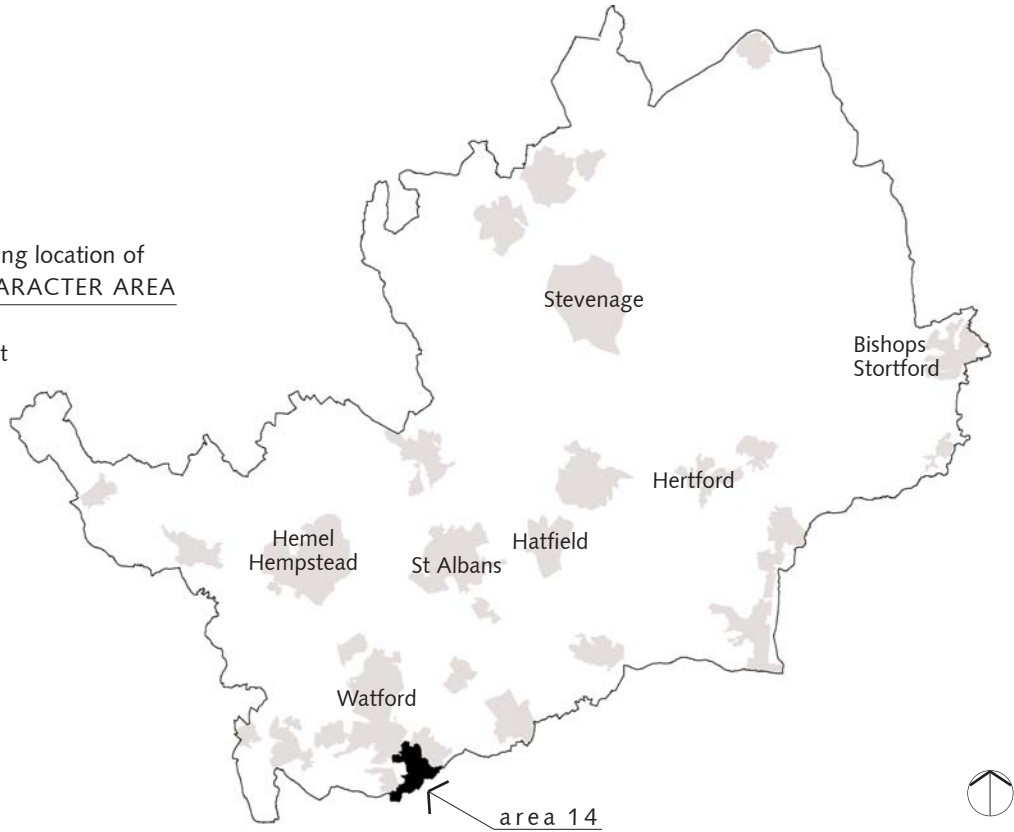 ng location of
ARACTER AREA
t
Stevenage
Bishops
Stortford
Hertford
Hemel
Hempstead
St Albans
Hatfield
Watford
area 14